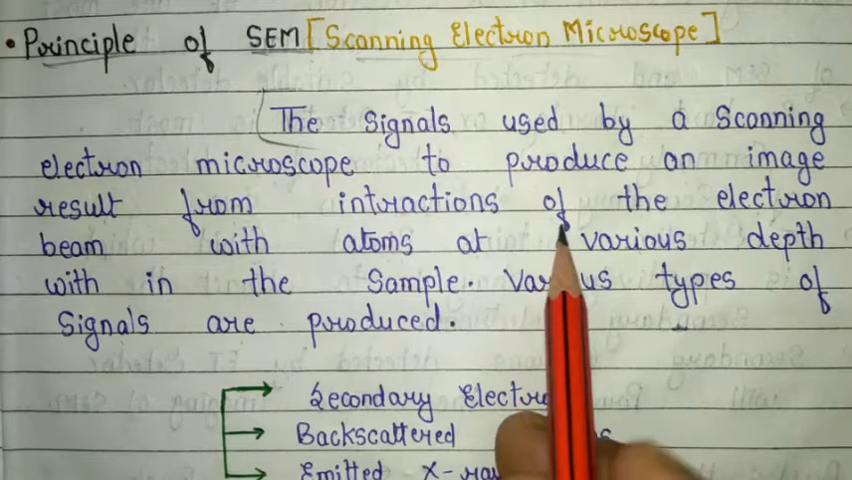 • Principle of SEM [Scanning Electron Microscope]
The Signals used by a Scanning
electron microscope to produce an image
result from intractions of the electron
beam with atoms at various depth
with in the Sample. Various types of
Signals are produced.
Secondary
Backscattered
Emitted